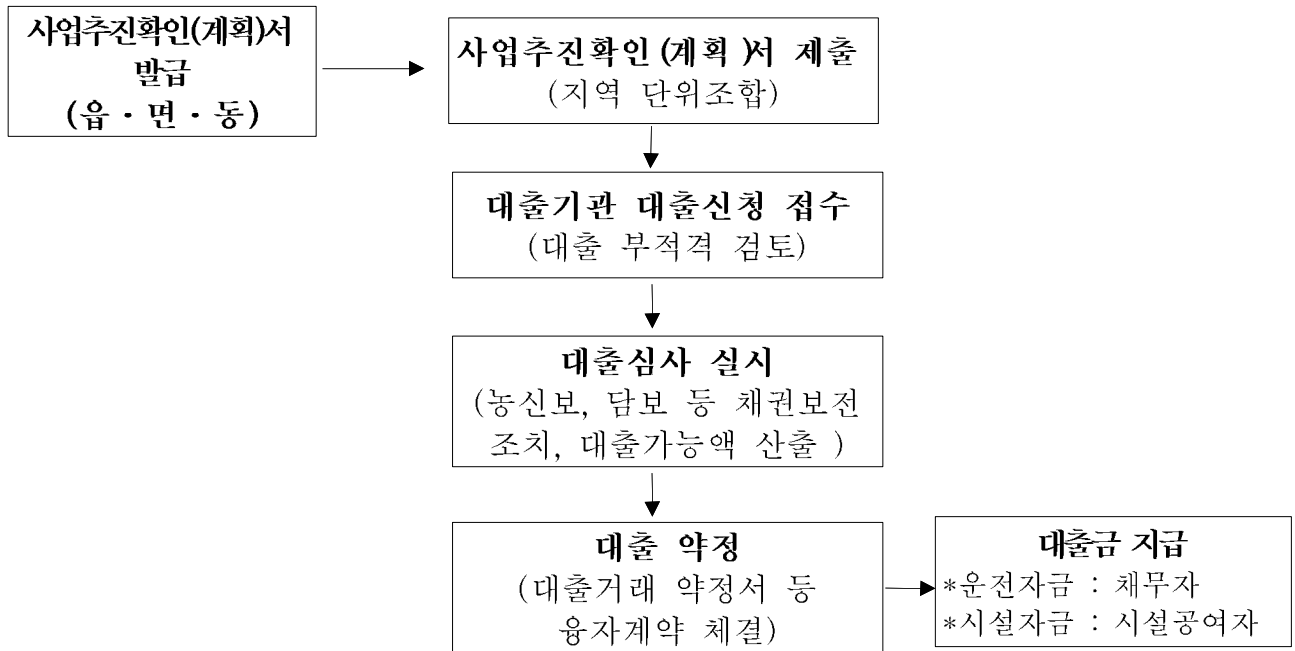 사업추진확인(계획)서
발급
(읍·면·동)
사업추진확인(계획)서 제출
(지역 단위조합)
대출기관 대출신청 접수
(대출 부적격 검토)
대출심사 실시
(농신보, 담보 등 채권보전
조치, 대출가능액 산출 )
대출 약정
(대출거래 약정서 등
융자계약 체결)
대출금 지급
*운전자금 : 채무자
*시설자금 : 시설공여자